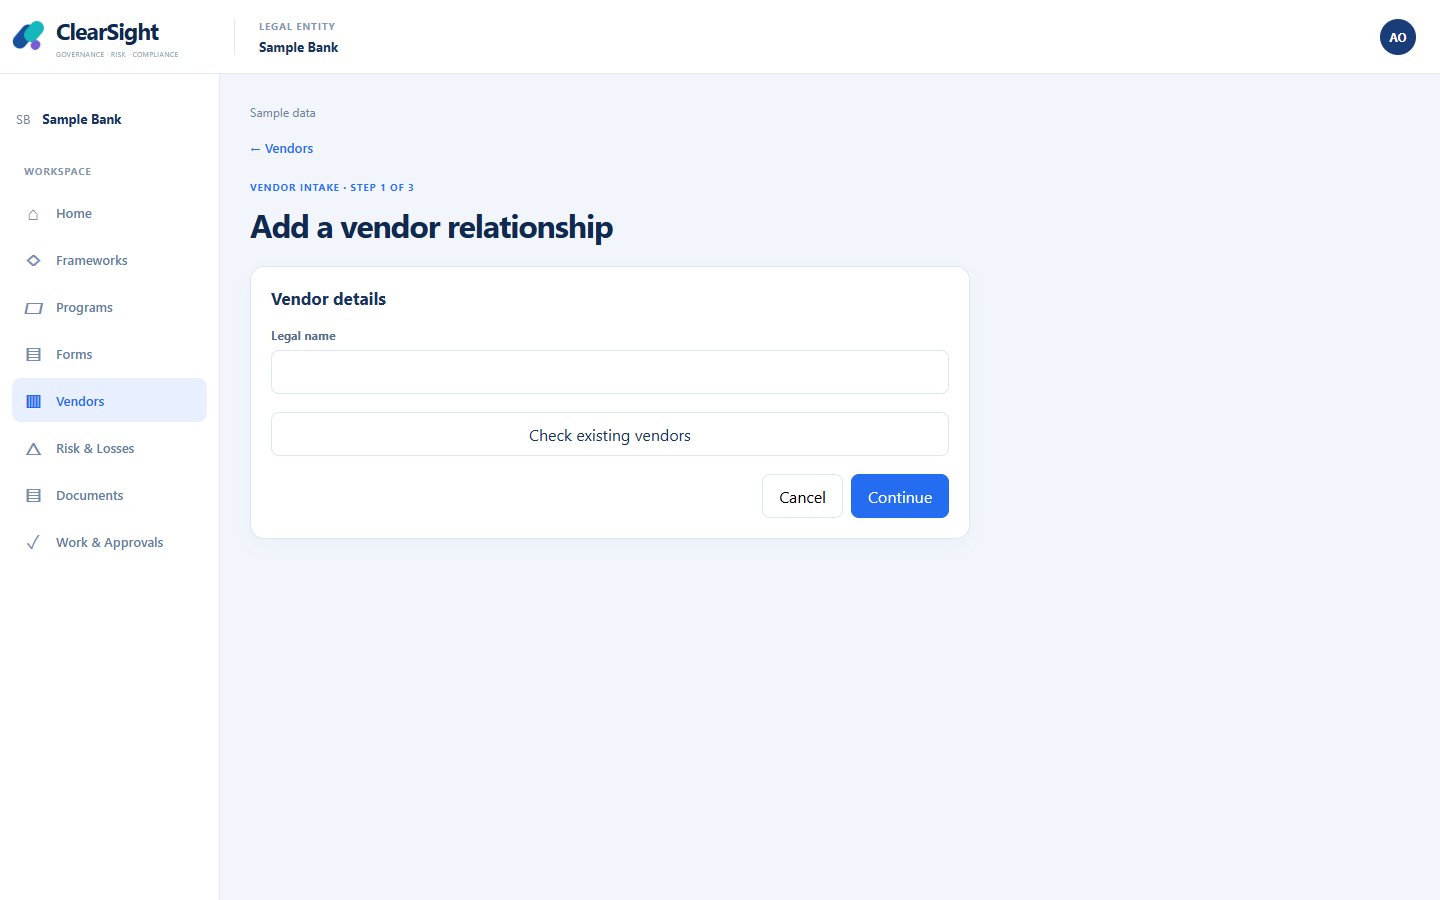 ClearSight
GOVERNANCE · RISK · COMPLIANCE
LEGAL ENTITY
Sample Bank
AO
SB Sample Bank
WORKSPACE
Home
Frameworks
Programs
Forms
Vendors
Risk & Losses
Documents
Work & Approvals
Sample data
← Vendors
VENDOR INTAKE · STEP 1 OF 3
Add a vendor relationship
Vendor details
Legal name
Check existing vendors
Cancel
Continue